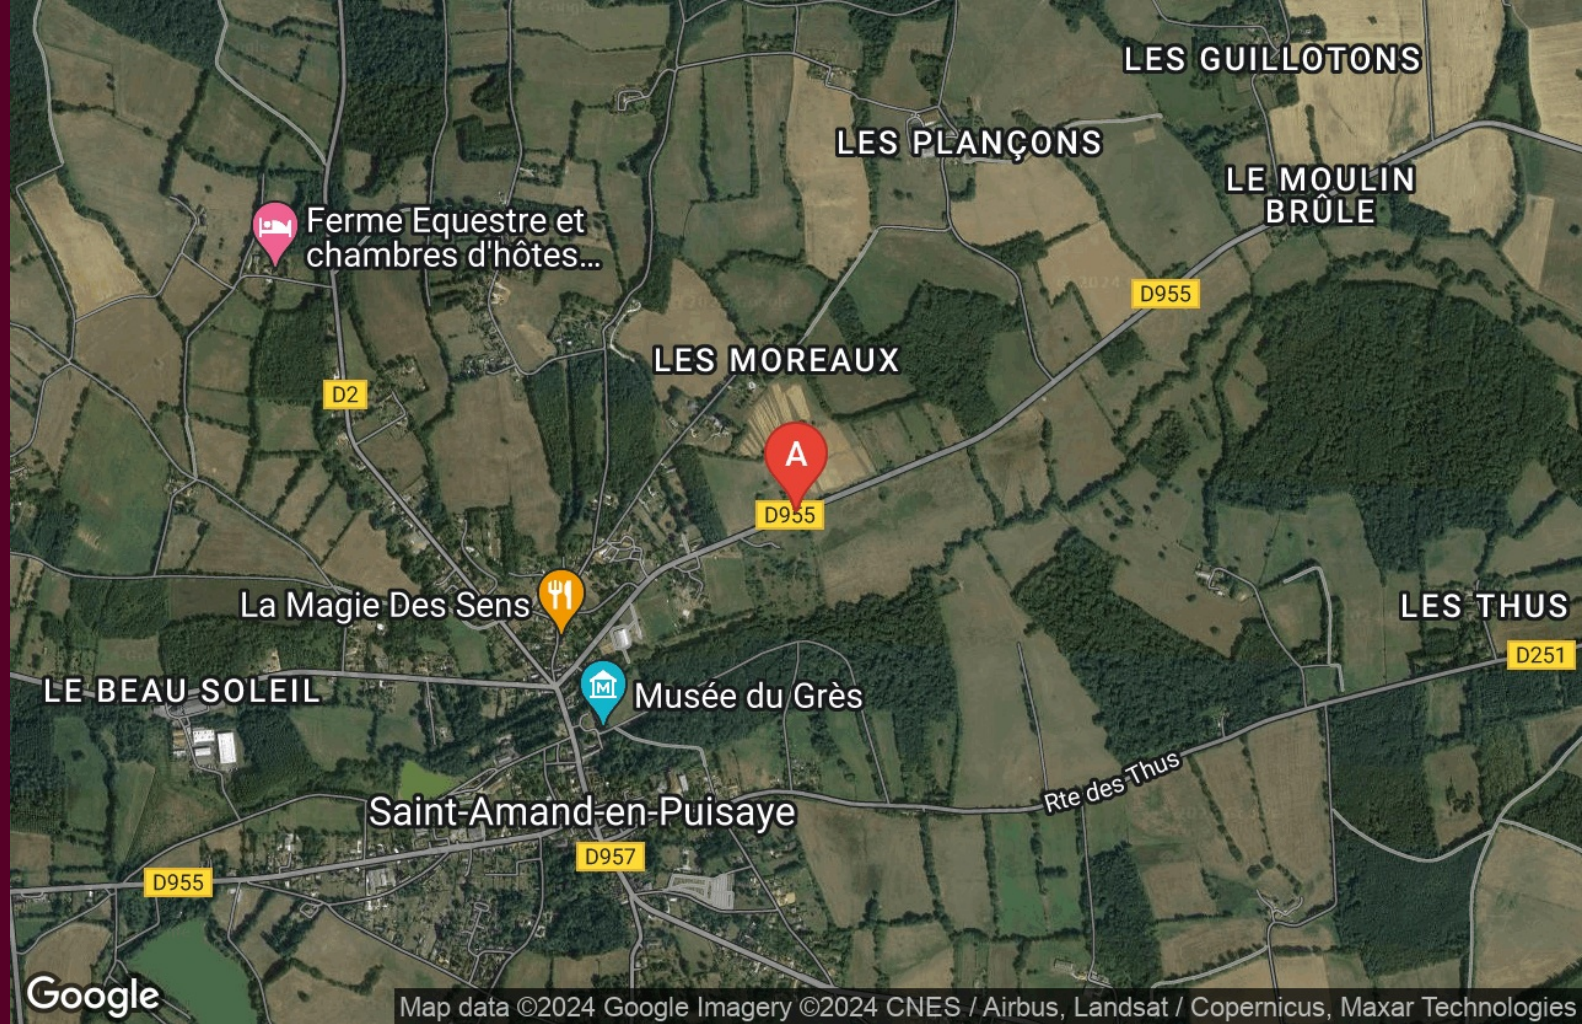 LES GUILLOTONS
LES PLANÇONS
LE MOULIN
BRÛLE
Ferme Equestre et
chambres d'hôtes...
D955
LES MOREAUX
D2
A
D955
La Magie Des Sens
LES THUS
D251
LE BEAU SOLEIL
Musée du Grès
Rte des Thus
Saint-Amand-en-Puisaye
D957
D955
Google
Map data ©2024 Google Imagery ©2024 CNES / Airbus, Landsat / Copernicus, Maxar Technologies